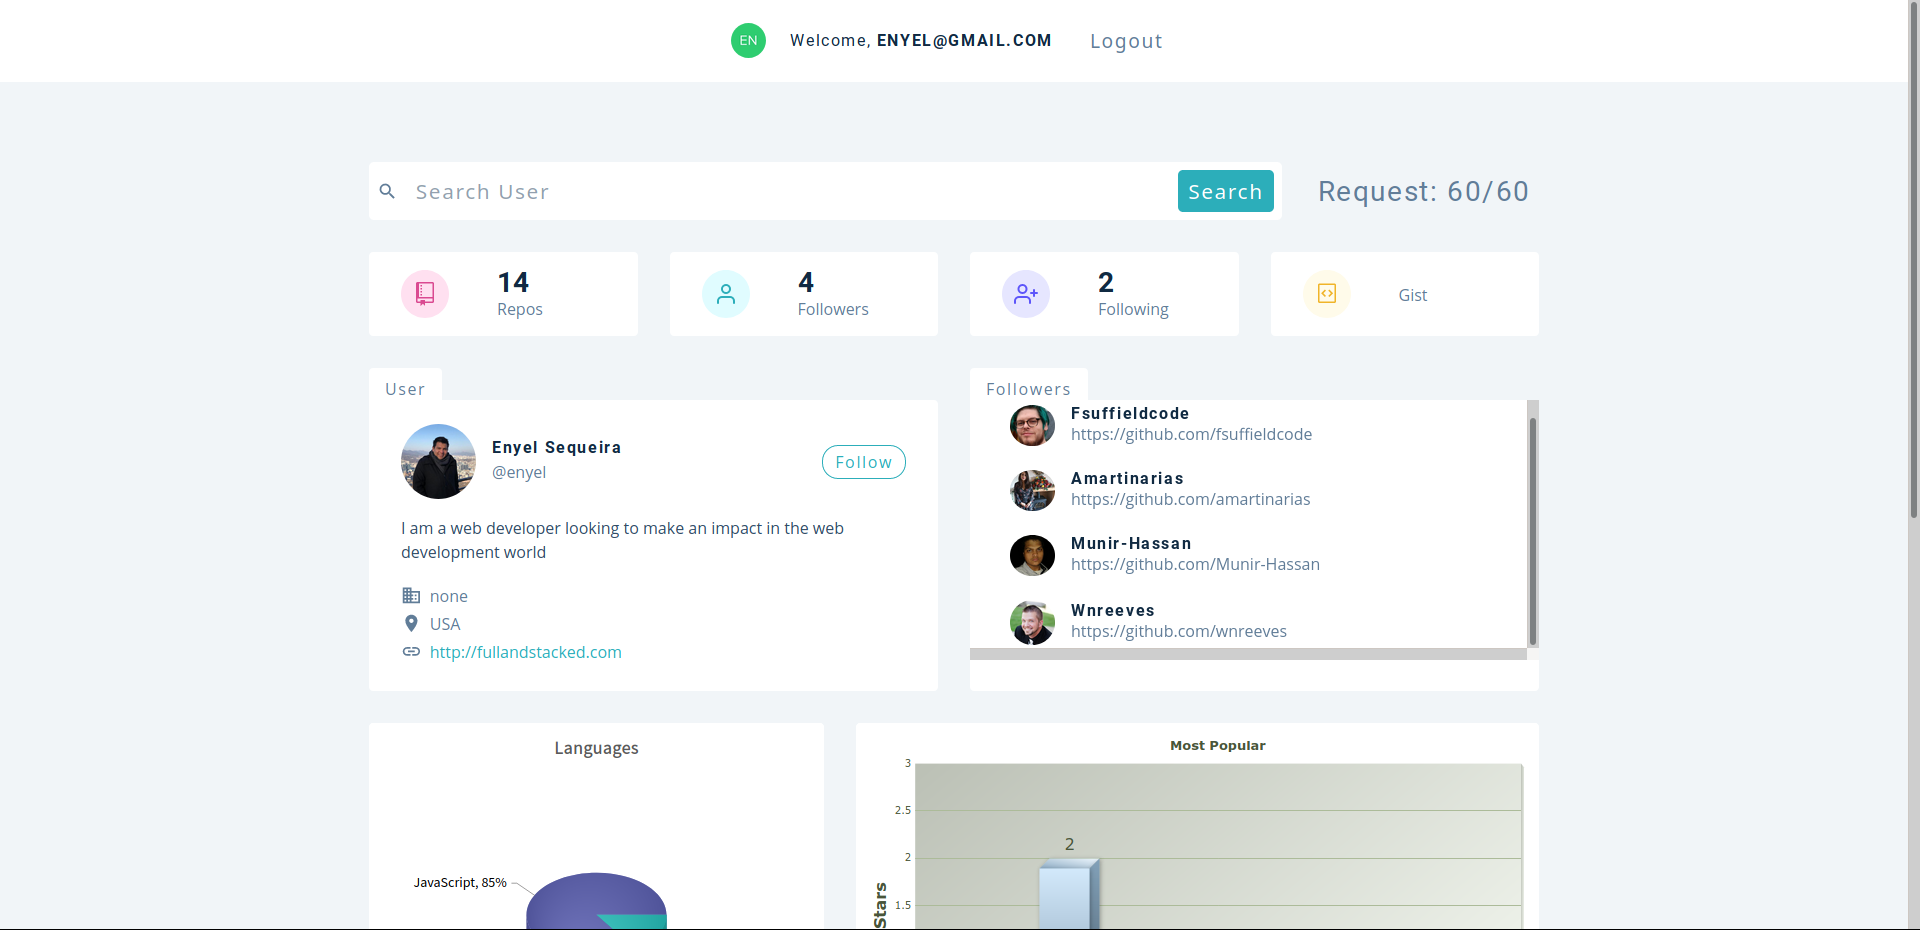 EN
Welcome, ENYEL@GMAIL.COM
Logout
Search User
Search
Request: 60/60
14
Repos
4
Followers
2
Following
Gist
User
Enyel Sequeira
@enyel
Follow
I am a web developer looking to make an impact in the web
development world
none
USA
http://fullandstacked.com
Followers
Fsuffieldcode
https://github.com/fsuffieldcode
Amartinarias
https://github.com/amartinarias
Munir-Hassan
https://github.com/Munir-Hassan
Wnreeves
https://github.com/wnreeves
Languages
JavaScript, 85%
Most Popular
3
2.5
2
2
1.5
Stars